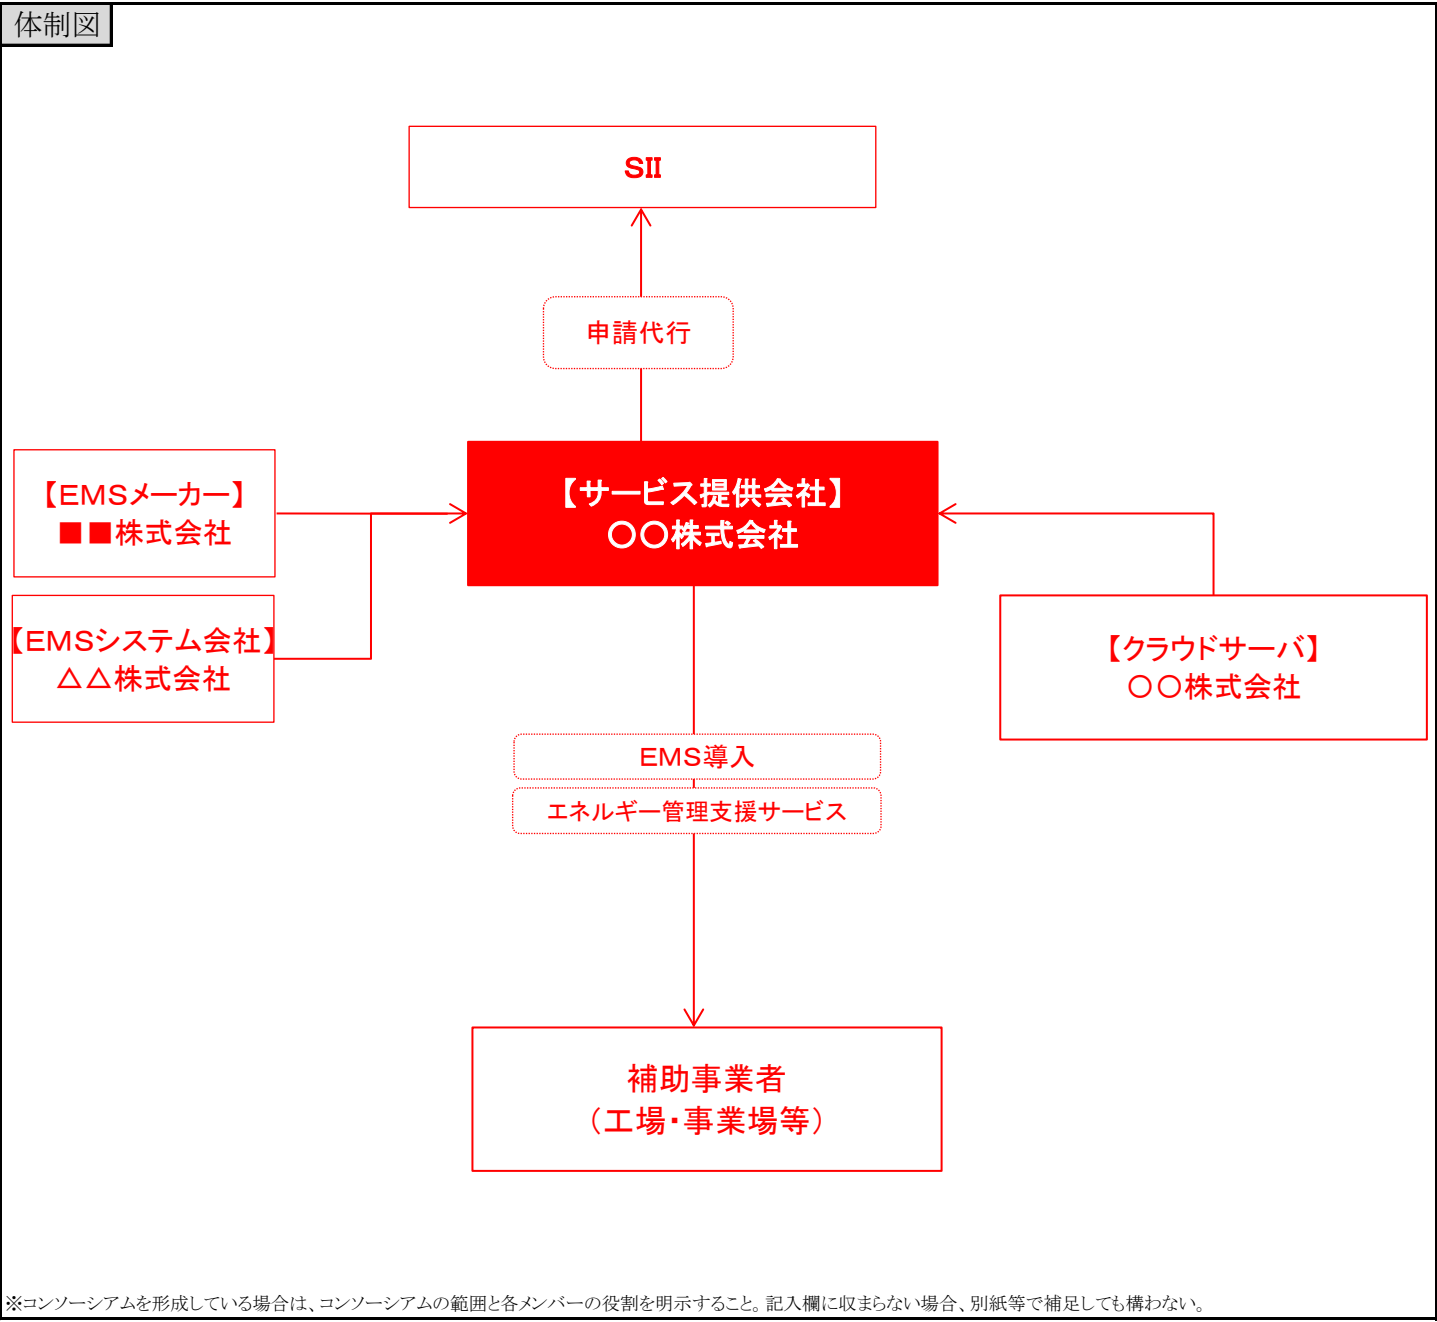 体制図
SII
申請代行
【EMSメーカー】
■■株式会社
【サービス提供会社】
○○株式会社
【EMSシステム会社】
△△株式会社
【クラウドサーバ】
○○株式会社
EMS導入
エネルギー管理支援サービス
補助事業者
（工場・事業場等）
※コンソーシアムを形成している場合は、コンソーシアムの範囲と各メンバーの役割を明示すること。記入欄に収まらない場合、別紙等で補足しても構わない。